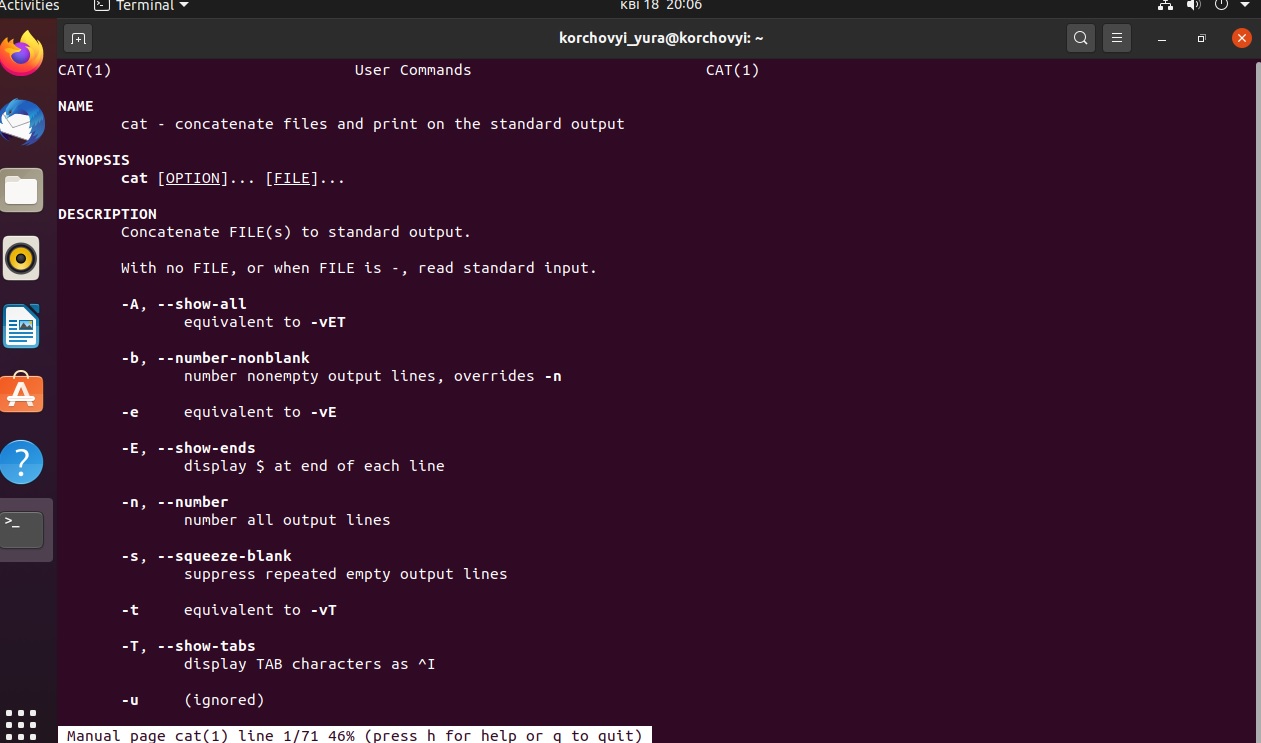 Activities Terminal кві 18 20:06
korchovyi_yura@korchovyi: ~
CAT(1) User Commands CAT(1)
NAME
cat - concatenate files and print on the standard output
SYNOPSIS
cat [OPTION]... [FILE]...
DESCRIPTION
Concatenate FILE(s) to standard output.
With no FILE, or when FILE is -, read standard input.
-A, --show-all
equivalent to -vET
-b, --number-nonblank
number nonempty output lines, overrides -n
-e equivalent to -vE
-E, --show-ends
display $ at end of each line
-n, --number
number all output lines
-s, --squeeze-blank
suppress repeated empty output lines
-t equivalent to -vT
-T, --show-tabs
display TAB characters as ^I
-u (ignored)
Manual page cat(1) line 1/71 46% (press h for help or q to quit)